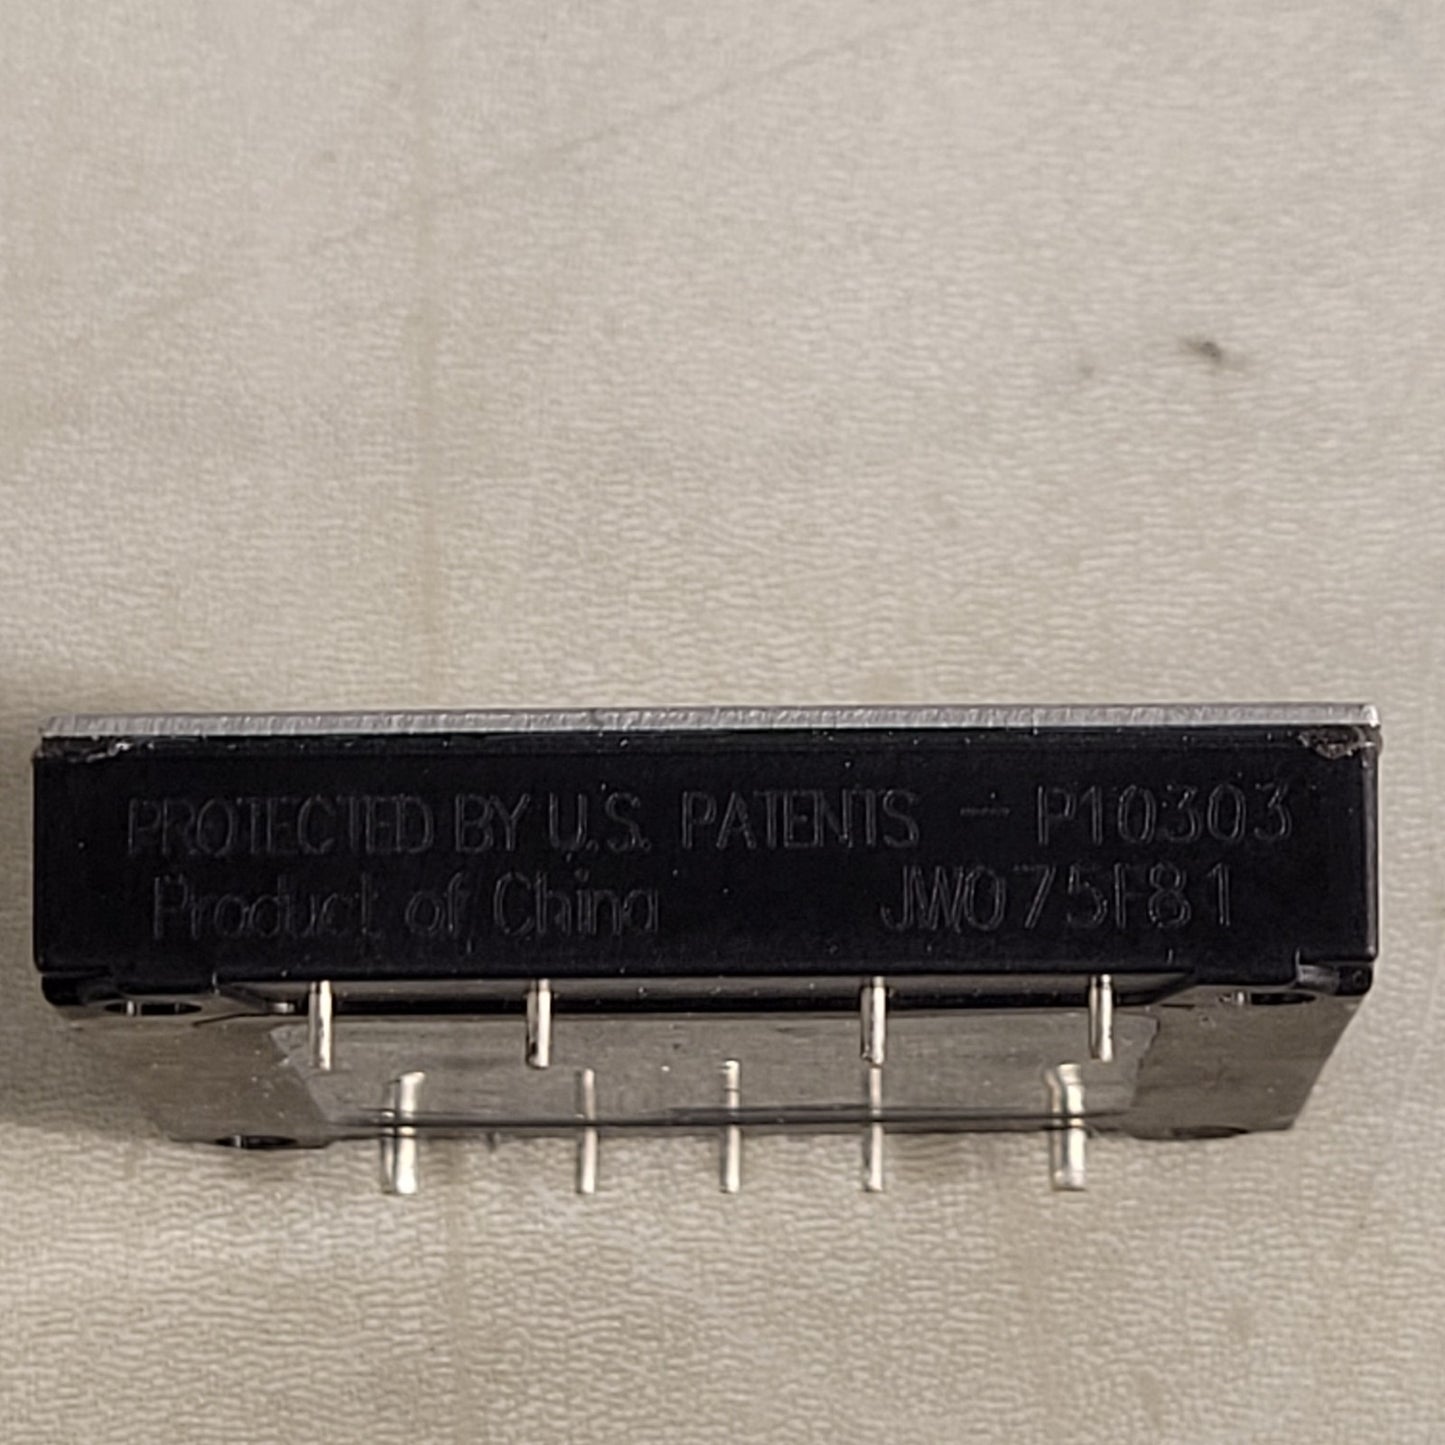 PROTECTED BY U.S. PATENTS - P10303
Product of China JW075F81